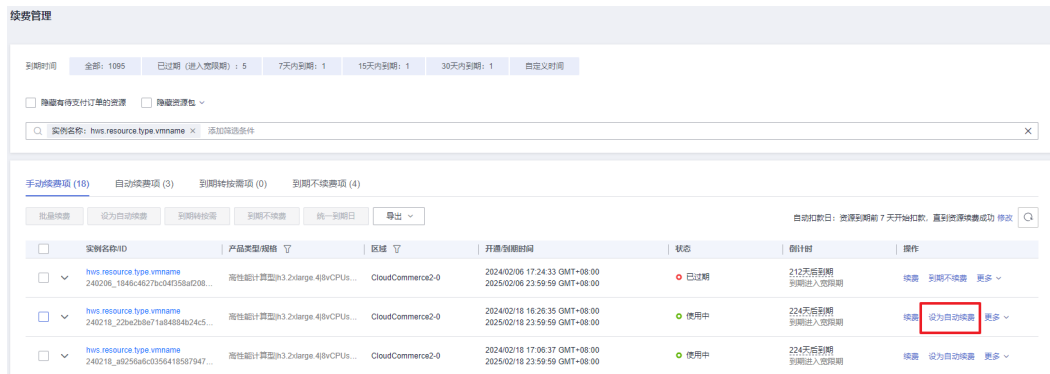 续费管理
到期时间 全部：1095 已过期（进入宽限期）：5 7天内到期：1 15天内到期：1 30天内到期：1 自定义时间
隐藏有待支付订单的资源 隐藏资源包
实例名称：hws.resource.type.vmname × 添加筛选条件 ×
手动续费项 (18) 自动续费项 (3) 到期转按需项 (0) 到期不续费项 (4)
批量续费 设为自动续费 到期转按需 到期不续费 统一到期日 导出 自动扣款日：资源到期前 7 天开始扣款，直到资源续费成功 修改
实例名称/ID 产品类型/规格 区域 开通/到期时间 状态 倒计时 操作
hws.resource.type.vmname 高性能计算型|h3.2xlarge.4|8vCPUs... CloudCommerce2-0 2024/02/06 17:24:33 GMT+08:00 已过期 212天后到期 续费 到期不续费 更多
240206_1846c4627bc04f358af208... 2025/02/06 23:59:59 GMT+08:00 到期进入宽限期
hws.resource.type.vmname 高性能计算型|h3.2xlarge.4|8vCPUs... CloudCommerce2-0 2024/02/18 16:26:35 GMT+08:00 使用中 224天后到期 续费 设为自动续费 更多
240218_22be2b8e71a84884b24c5... 2025/02/18 23:59:59 GMT+08:00 到期进入宽限期
hws.resource.type.vmname 高性能计算型|h3.2xlarge.4|8vCPUs... CloudCommerce2-0 2024/02/18 17:06:37 GMT+08:00 使用中 224天后到期 续费 设为自动续费 更多
240218_a9256a6c0356418587947... 2025/02/18 23:59:59 GMT+08:00 到期进入宽限期